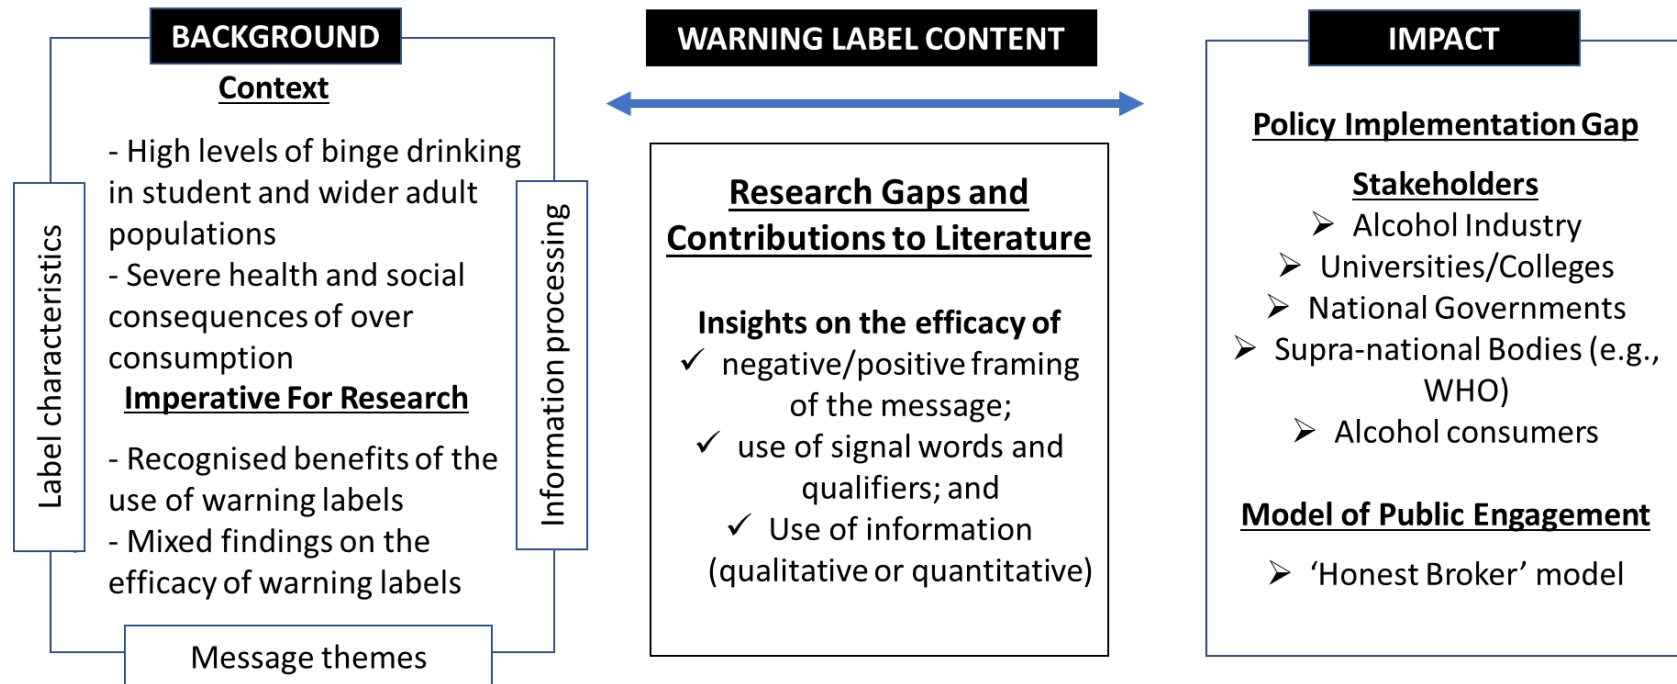 BACKGROUND
Context
- High levels of binge drinking
in student and wider adult
populations
- Severe health and social
consequences of over
consumption
Imperative For Research
- Recognised benefits of the
use of warning labels
- Mixed findings on the
efficacy of warning labels
Label characteristics
Information processing
Message themes
WARNING LABEL CONTENT
Research Gaps and
Contributions to Literature
Insights on the efficacy of
✓ negative/positive framing
of the message;
✓ use of signal words and
qualifiers; and
✓ Use of information
(qualitative or quantitative)
IMPACT
Policy Implementation Gap
Stakeholders
➢ Alcohol Industry
➢ Universities/Colleges
➢ National Governments
➢ Supra-national Bodies (e.g.,
WHO)
➢ Alcohol consumers
Model of Public Engagement
➢ ‘Honest Broker’ model